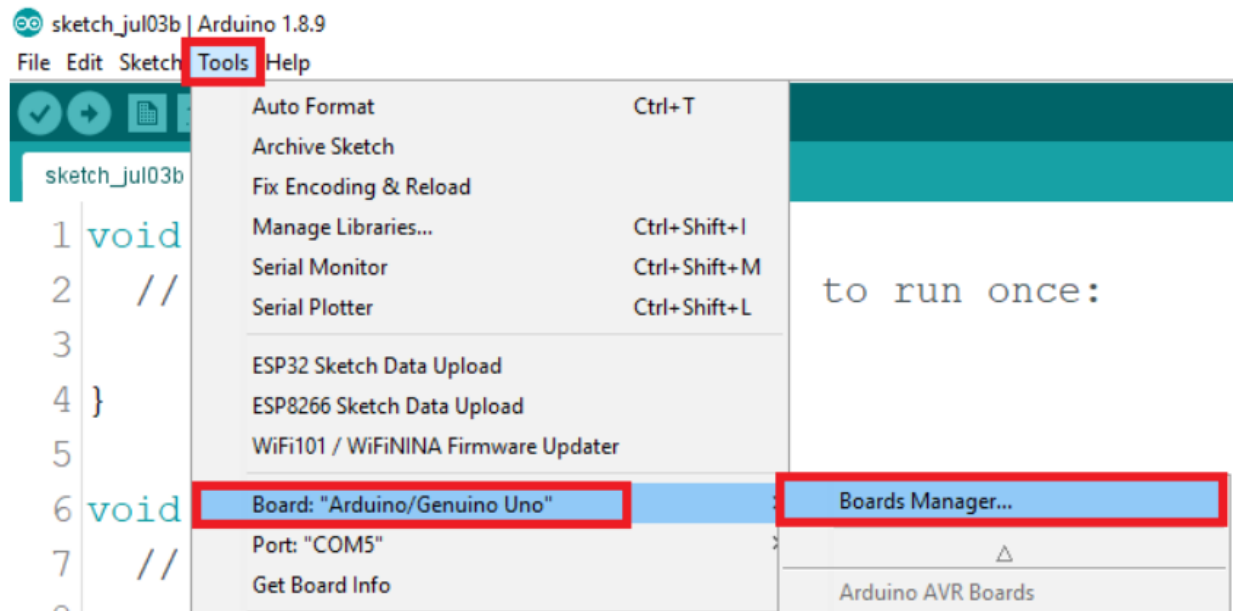 sketch_jul03b | Arduino 1.8.9
File Edit Sketch Tools Help
Auto Format Ctrl+T
Archive Sketch
sketch_jul03b
Fix Encoding & Reload
1 void
Manage Libraries... Ctrl+Shift+I
Serial Monitor Ctrl+Shift+M
2 // to run once:
Serial Plotter Ctrl+Shift+L
3
ESP32 Sketch Data Upload
4 }
ESP8266 Sketch Data Upload
WiFi101 / WiFiNINA Firmware Updater
5
6 void
Board: "Arduino/Genuino Uno"
Boards Manager...
Port: "COM5"
7 //
Get Board Info
Arduino AVR Boards